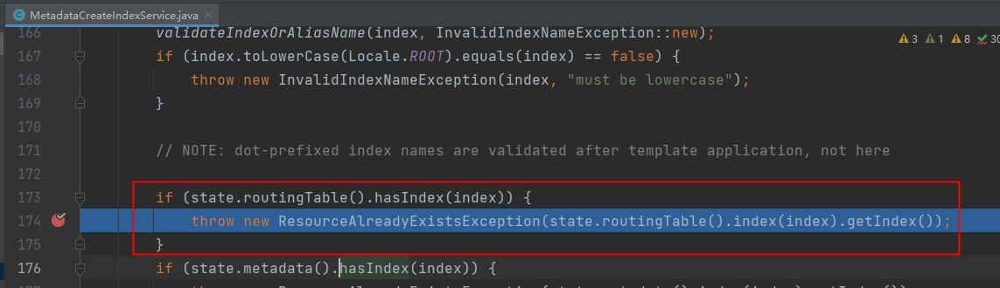 MetadataCreateIndexService.java ×
166 validateIndexOrAliasName(index, InvalidIndexNameException::new);
3 1 8 30
167 if (index.toLowerCase(Locale.ROOT).equals(index) == false) {
168 throw new InvalidIndexNameException(index, "must be lowercase");
169 }
170
171 // NOTE: dot-prefixed index names are validated after template application, not here
172
173 if (state.routingTable().hasIndex(index)) {
174 throw new ResourceAlreadyExistsException(state.routingTable().index(index).getIndex());
175 }
176 if (state.metadata().hasIndex(index)) {